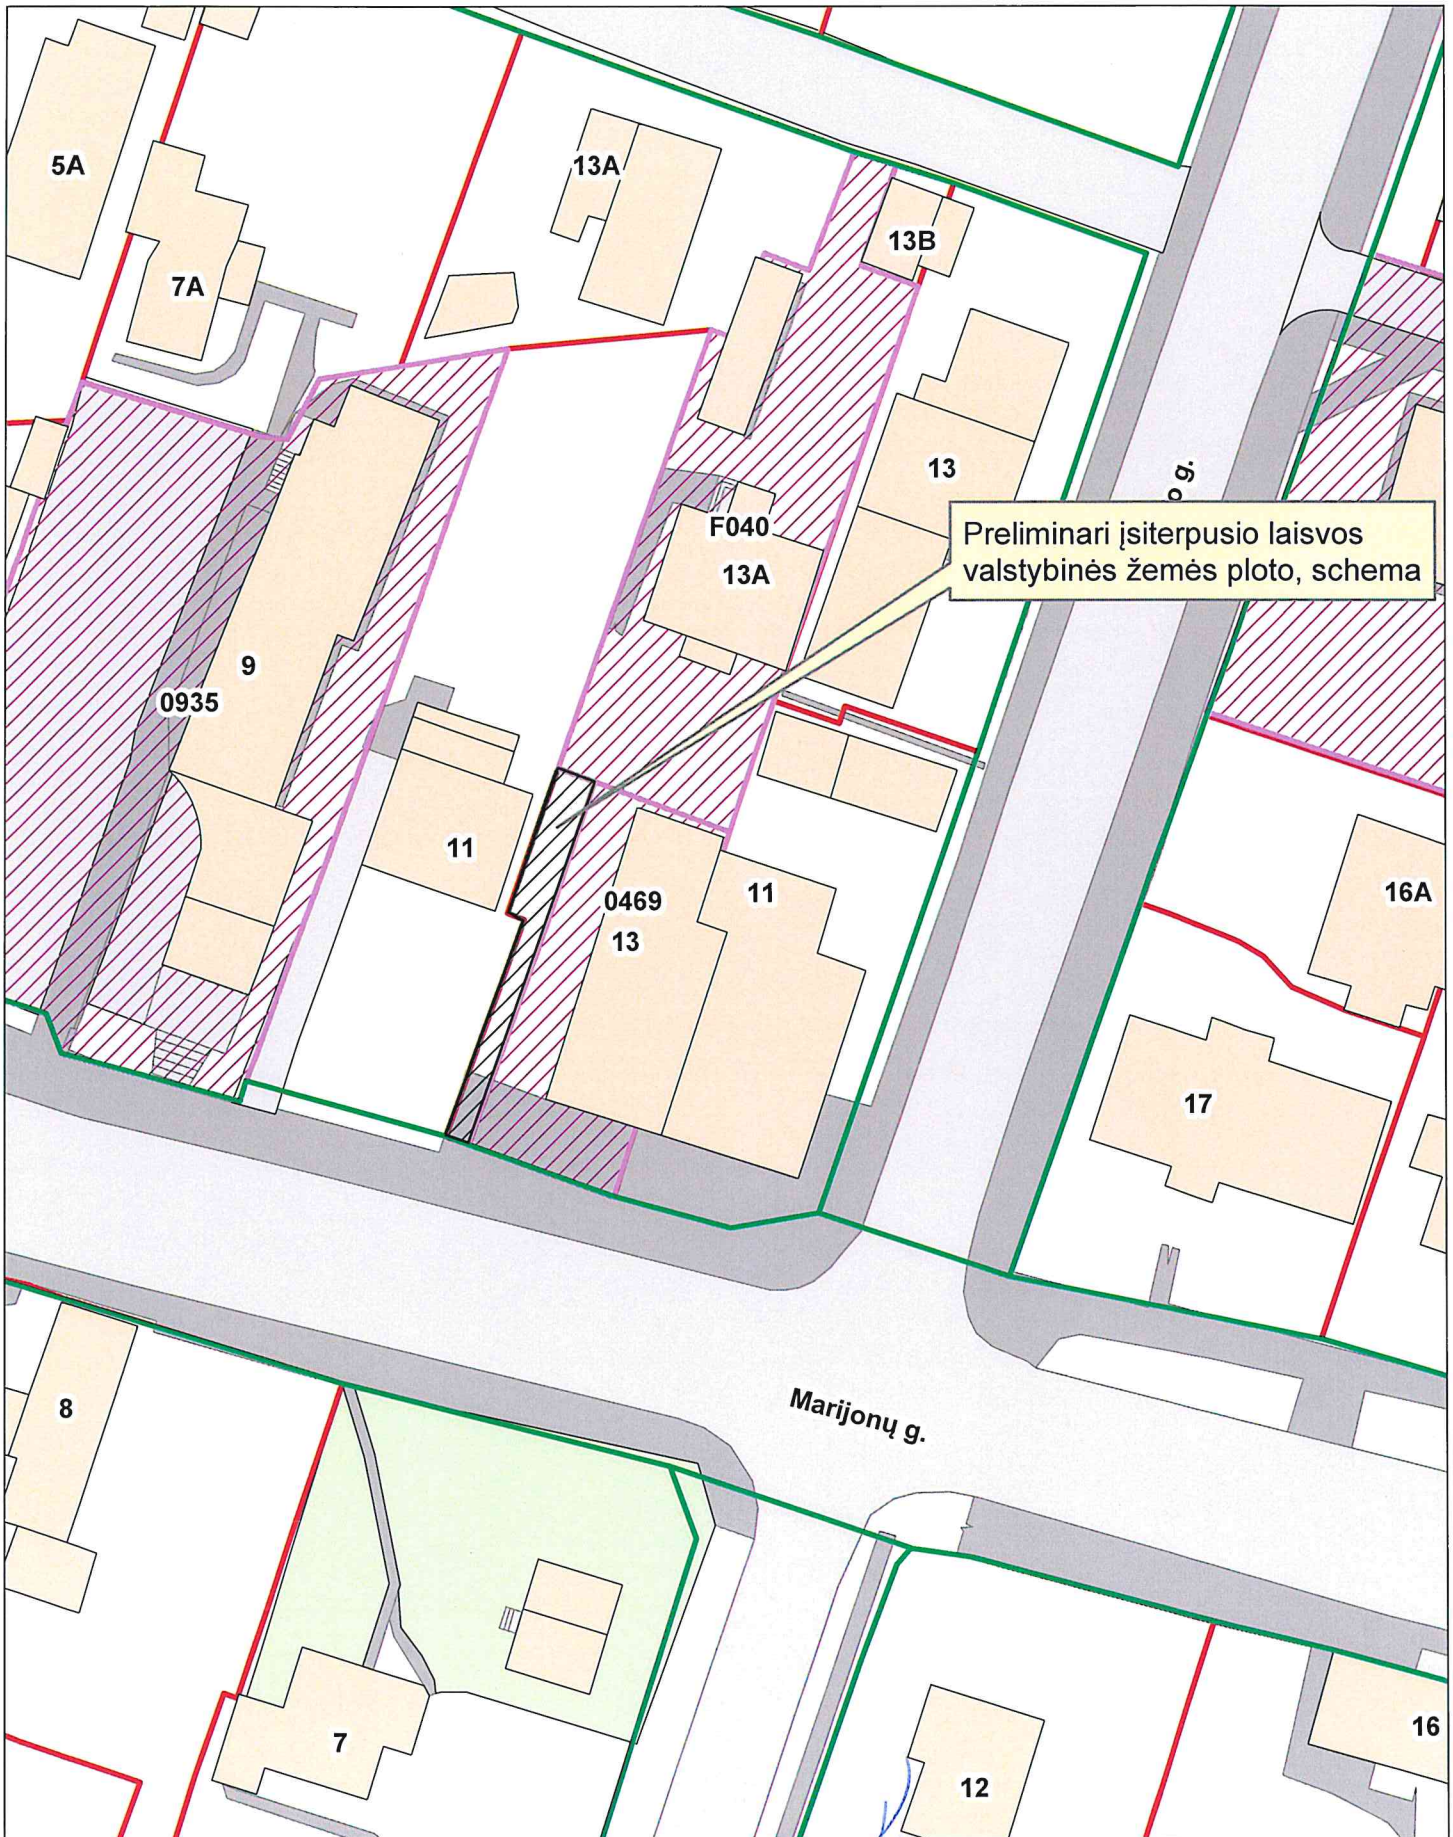 5A
13A
7A
13B
13
o g.
Preliminari įsiterpusio laisvos
valstybinės žemės ploto, schema
F040
13A
9
0935
11
0469
13
11
16A
17
Marijonų g.
8
7
12
16